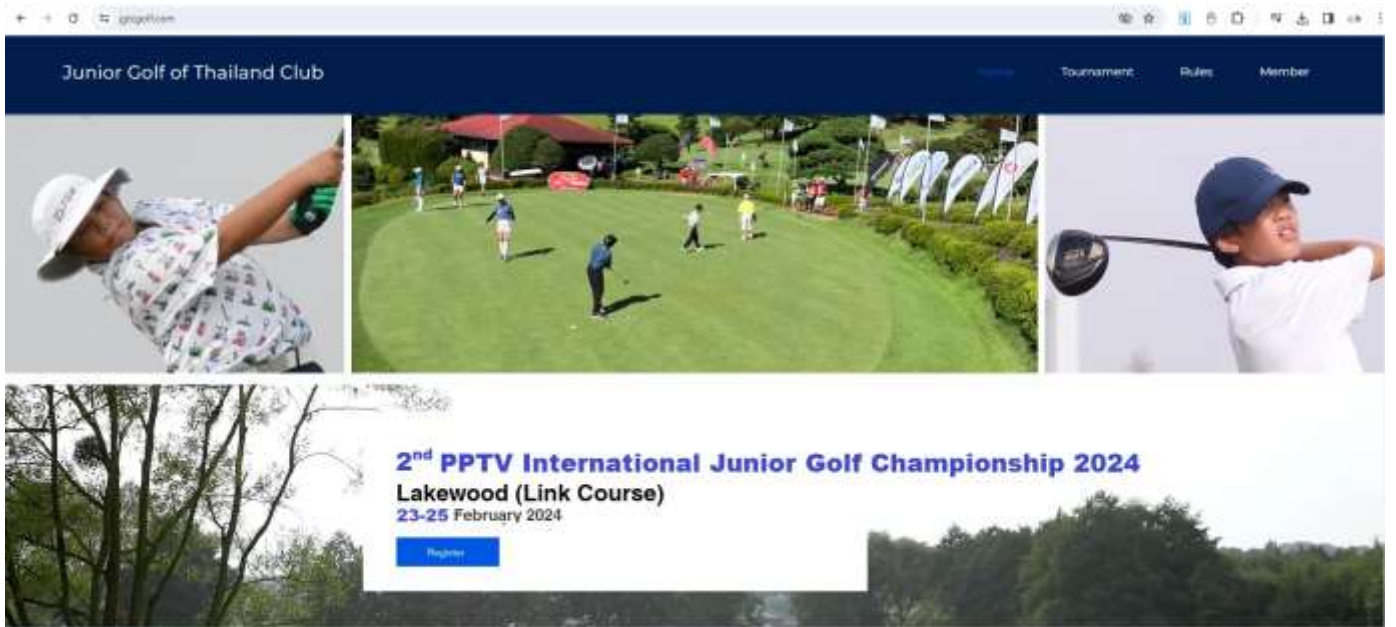 Junior Golf of Thailand Club
Home Tournament Rules Member
2nd PPTV International Junior Golf Championship 2024
Lakewood (Link Course)
23-25 February 2024
Register